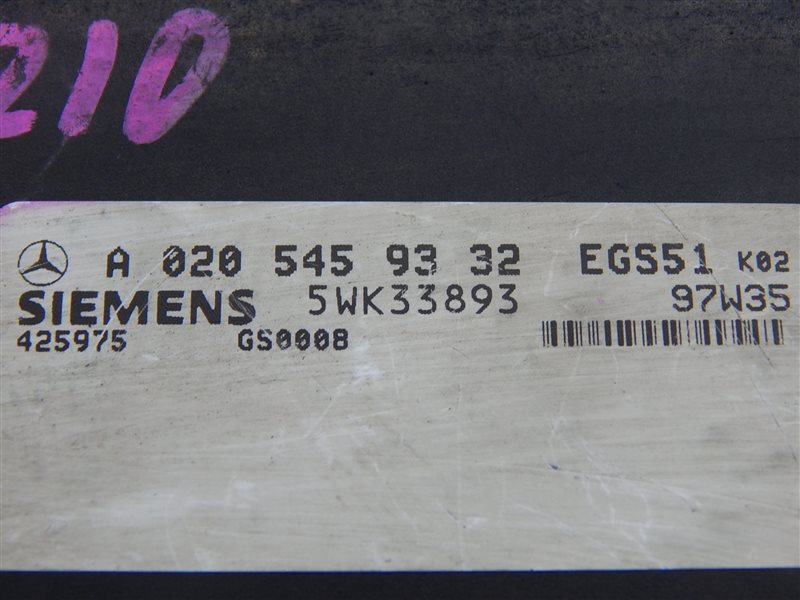 210
A 020 545 93 32 EGS51 K02
SIEMENS 5WK33893 97W35
425975 GS0008